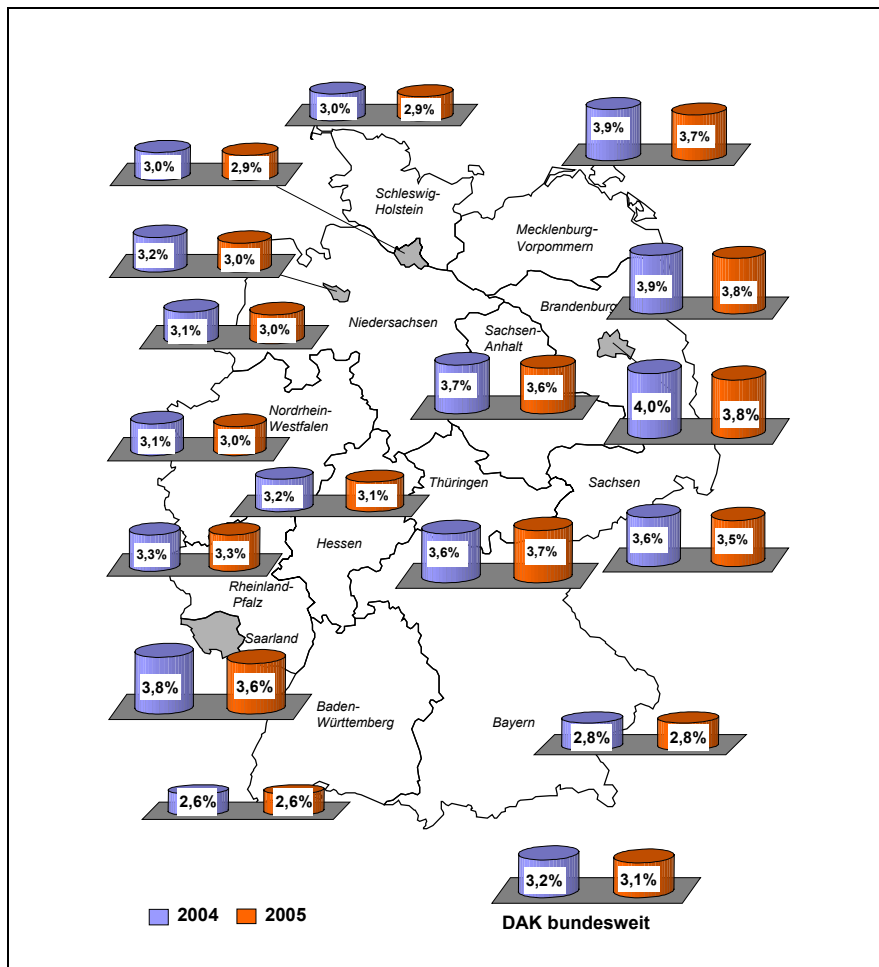 3,0% 2,9%
3,9% 3,7%
3,0% 2,9%
Schleswig-
Holstein
Mecklenburg-
Vorpommern
3,2% 3,0%
3,9% 3,8%
Brandenburg
3,1% 3,0%
Niedersachsen
Sachsen-
Anhalt
3,7% 3,6%
4,0% 3,8%
Nordrhein-
Westfalen
3,1% 3,0%
3,2% 3,1%
Thüringen
Sachsen
3,3% 3,3%
Hessen
3,6% 3,7%
3,6% 3,5%
Rheinland-
Pfalz
Saarland
3,8% 3,6%
Baden-
Württemberg
Bayern
2,8% 2,8%
2,6% 2,6%
3,2% 3,1%
2004 2005
DAK bundesweit